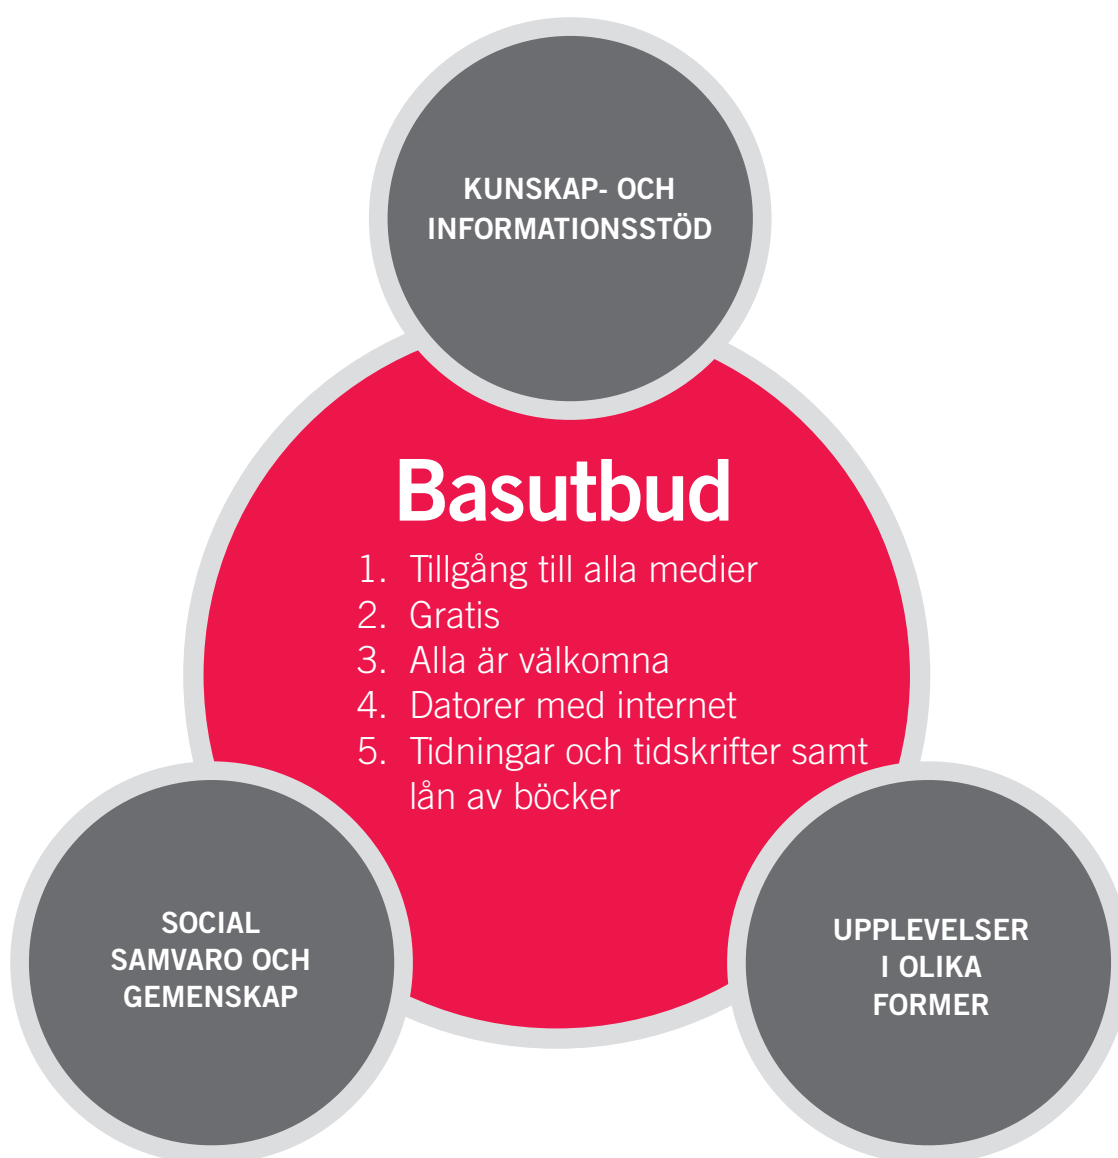 KUNSKAP- OCH
INFORMATIONSSTÖD
Basutbud
1. Tillgång till alla medier
2. Gratis
3. Alla är välkomna
4. Datorer med internet
5. Tidningar och tidskrifter samt
lån av böcker
SOCIAL
SAMVARO OCH
GEMENSKAP
UPPLEVELSER
I OLIKA
FORMER